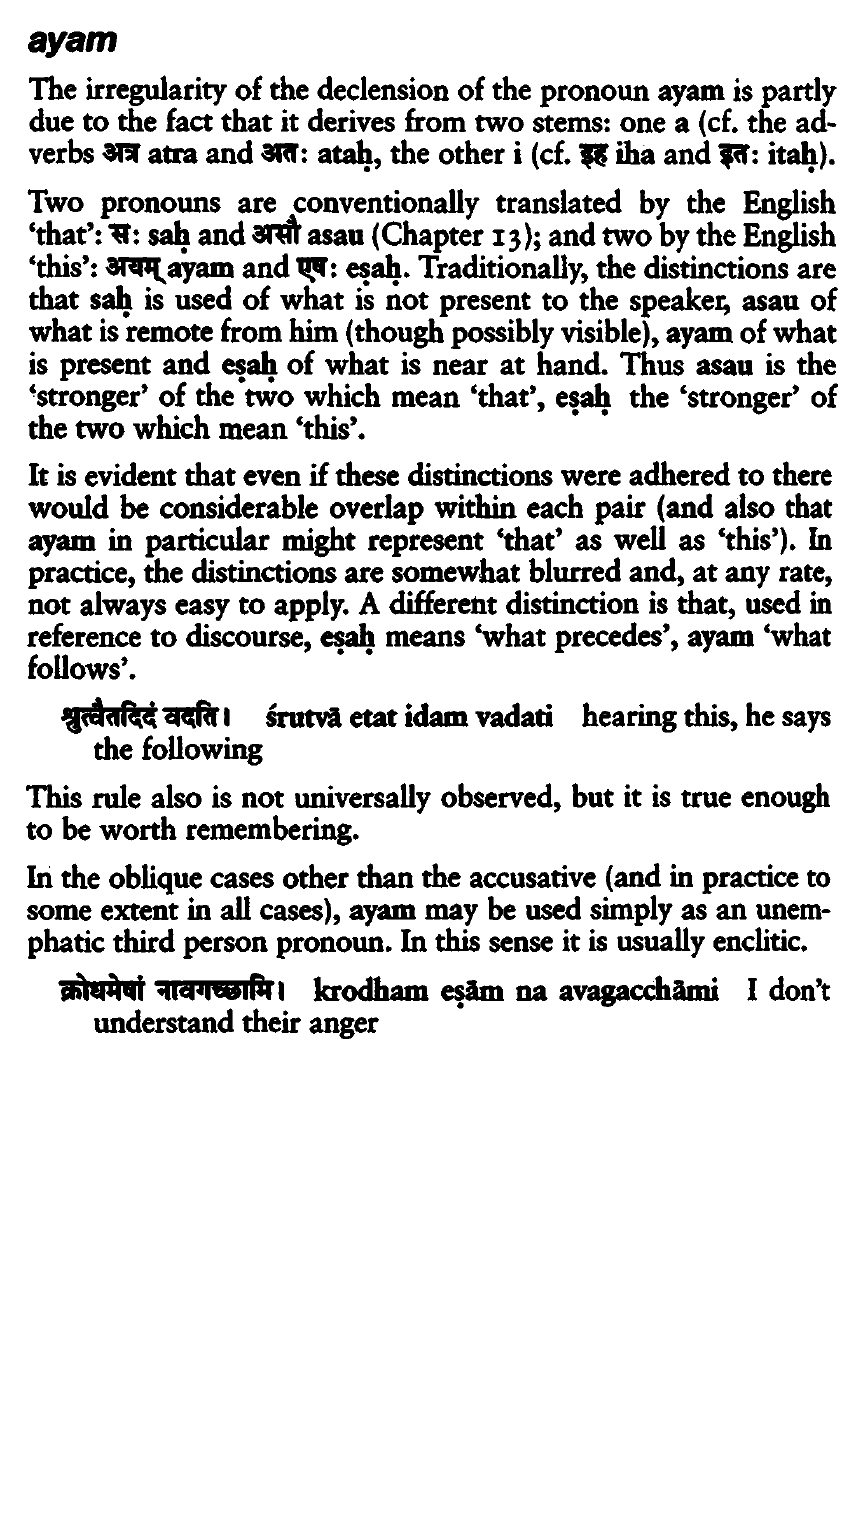 ayam
The irregularity of the declension of the pronoun ayam is partly
due to the fact that it derives from two stems: one a (cf. the ad-
verbs अत्र atra and अत: ataḥ, the other i (cf. इह iha and इत: itaḥ).
Two pronouns are conventionally translated by the English
‘that’: स: saḥ and असौ asau (Chapter 13); and two by the English
‘this’: अयम् ayam and एष: eṣaḥ. Traditionally, the distinctions are
that saḥ is used of what is not present to the speaker, asau of
what is remote from him (though possibly visible), ayam of what
is present and eṣaḥ of what is near at hand. Thus asau is the
‘stronger’ of the two which mean ‘that’, eṣaḥ the ‘stronger’ of
the two which mean ‘this’.
It is evident that even if these distinctions were adhered to there
would be considerable overlap within each pair (and also that
ayam in particular might represent ‘that’ as well as ‘this’). In
practice, the distinctions are somewhat blurred and, at any rate,
not always easy to apply. A different distinction is that, used in
reference to discourse, eṣaḥ means ‘what precedes’, ayam ‘what
follows’.
श्रुत्वैतदिदं वदति। śrutvā etat idam vadati hearing this, he says
the following
This rule also is not universally observed, but it is true enough
to be worth remembering.
In the oblique cases other than the accusative (and in practice to
some extent in all cases), ayam may be used simply as an unem-
phatic third person pronoun. In this sense it is usually enclitic.
क्रोधमेषां नावगच्छामि। krodham eṣām na avagacchāmi I don’t
understand their anger